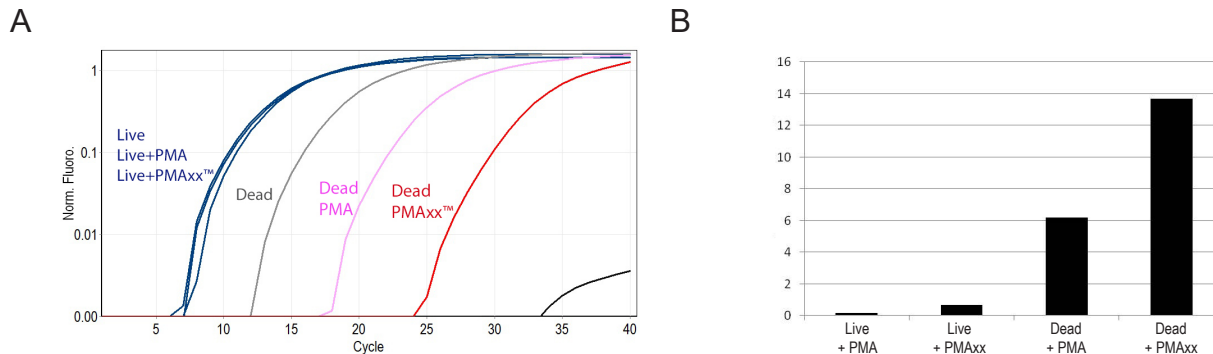 A
B
Norm. Fluoro.
1
0.1
0.01
0.00
Live
Live+PMA
Live+PMAxx™
Dead
Dead
PMA
Dead
PMAxx™
5
10
15
20
25
30
35
40
Cycle
16
14
12
10
8
6
4
2
0
Live
+ PMA
Live
+ PMAxx
Dead
+ PMA
Dead
+ PMAxx